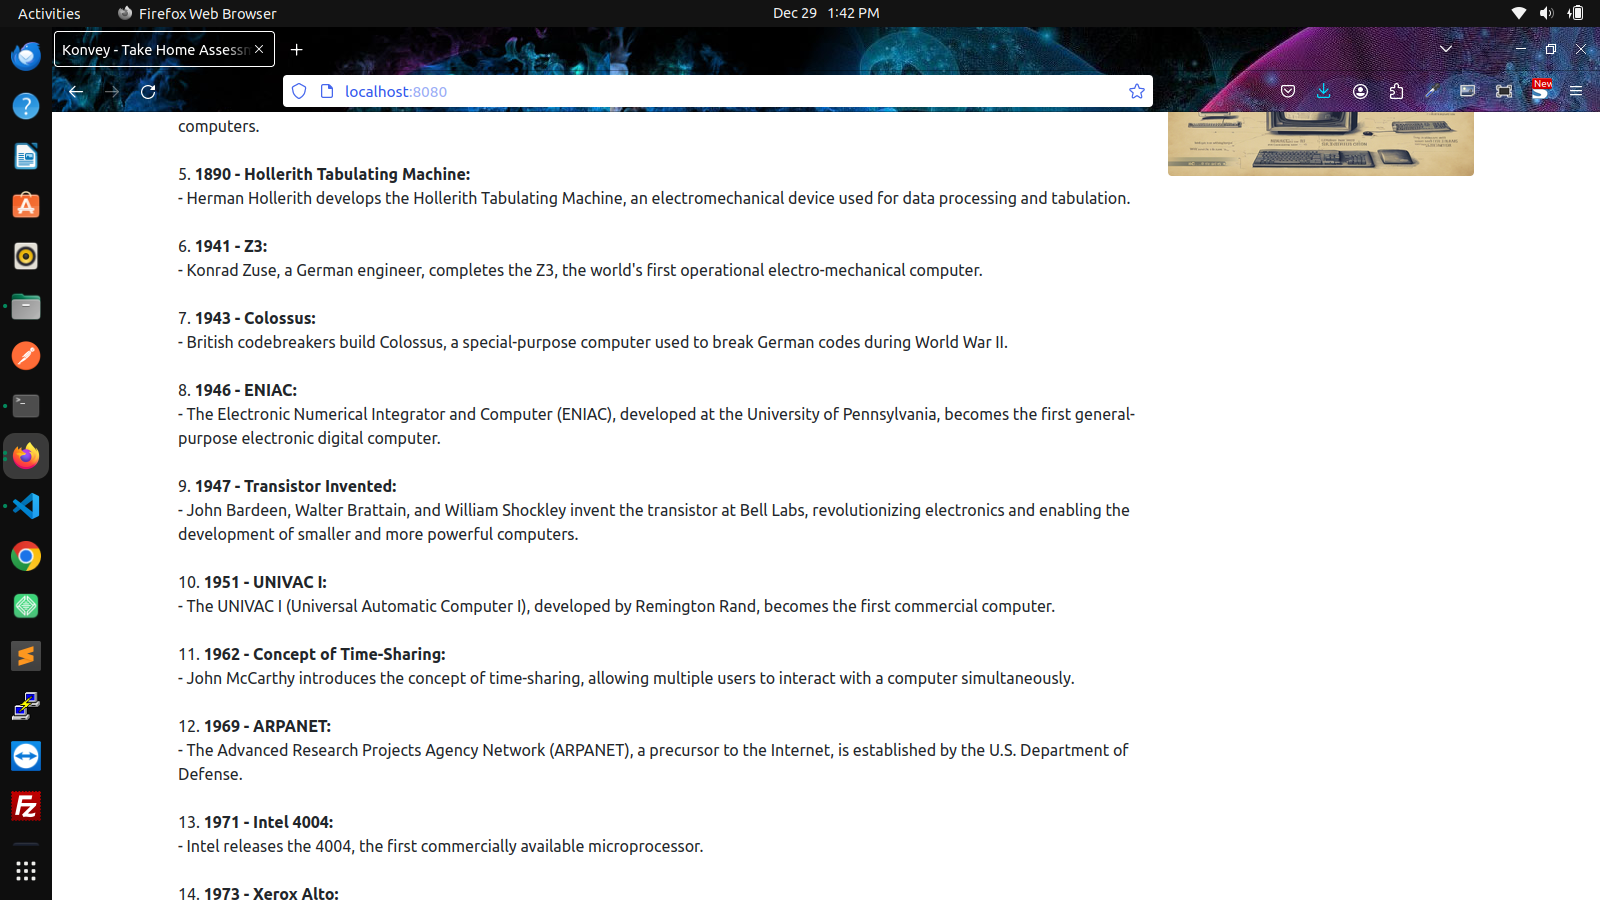 Activities
Firefox Web Browser
Dec 29 1:42 PM
Konvey - Take Home Assessm
localhost:8080
New
computers.
5. 1890 - Hollerith Tabulating Machine:
- Herman Hollerith develops the Hollerith Tabulating Machine, an electromechanical device used for data processing and tabulation.
6. 1941 - Z3:
- Konrad Zuse, a German engineer, completes the Z3, the world's first operational electro-mechanical computer.
7. 1943 - Colossus:
- British codebreakers build Colossus, a special-purpose computer used to break German codes during World War II.
8. 1946 - ENIAC:
- The Electronic Numerical Integrator and Computer (ENIAC), developed at the University of Pennsylvania, becomes the first general-
purpose electronic digital computer.
9. 1947 - Transistor Invented:
- John Bardeen, Walter Brattain, and William Shockley invent the transistor at Bell Labs, revolutionizing electronics and enabling the
development of smaller and more powerful computers.
10. 1951 - UNIVAC I:
- The UNIVAC I (Universal Automatic Computer I), developed by Remington Rand, becomes the first commercial computer.
11. 1962 - Concept of Time-Sharing:
- John McCarthy introduces the concept of time-sharing, allowing multiple users to interact with a computer simultaneously.
12. 1969 - ARPANET:
- The Advanced Research Projects Agency Network (ARPANET), a precursor to the Internet, is established by the U.S. Department of
Defense.
13. 1971 - Intel 4004:
- Intel releases the 4004, the first commercially available microprocessor.
14. 1973 - Xerox Alto: